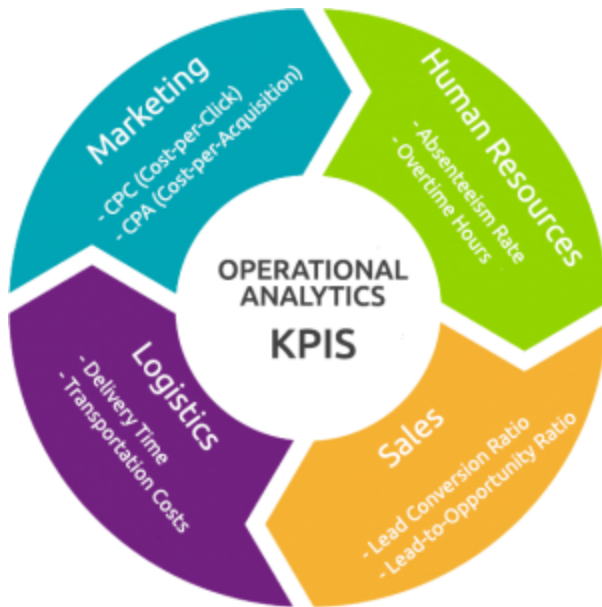 Marketing
- CPC (Cost-per-Click)
- CPA (Cost-per-Acquisition)
Human Resources
- Absenteeism Rate
- Overtime Hours
OPERATIONAL
ANALYTICS
KPIS
Logistics
- Delivery Time
- Transportation Costs
Sales
- Lead Conversion Ratio
- Lead-to-Opportunity Ratio